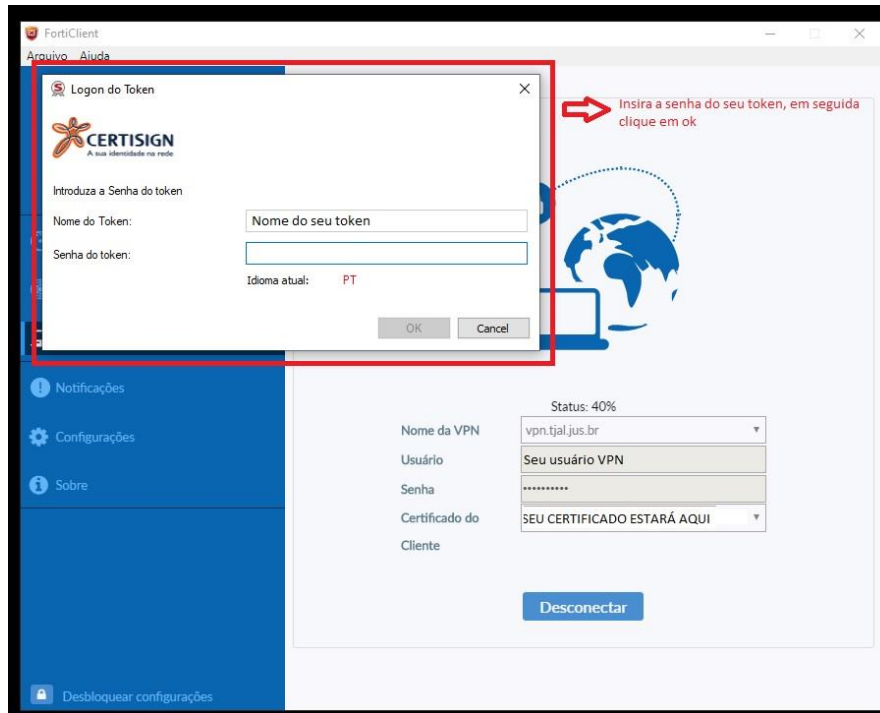 FortiClient
Arquivo Ajuda
Logon do Token
CERTISIGN
A sua identidade na rede
Introduza a Senha do token
Nome do Token: Nome do seu token
Senha do token:
Idioma atual: PT
OK Cancel
Insira a senha do seu token, em seguida
clique em ok
Notificações
Configurações
Sobre
Desbloquear configurações
Status: 40%
Nome da VPN vpn.tjal.jus.br
Usuário Seu usuário VPN
Senha ••••••••••
Certificado do SEU CERTIFICADO ESTARÁ AQUI
Cliente
Desconectar